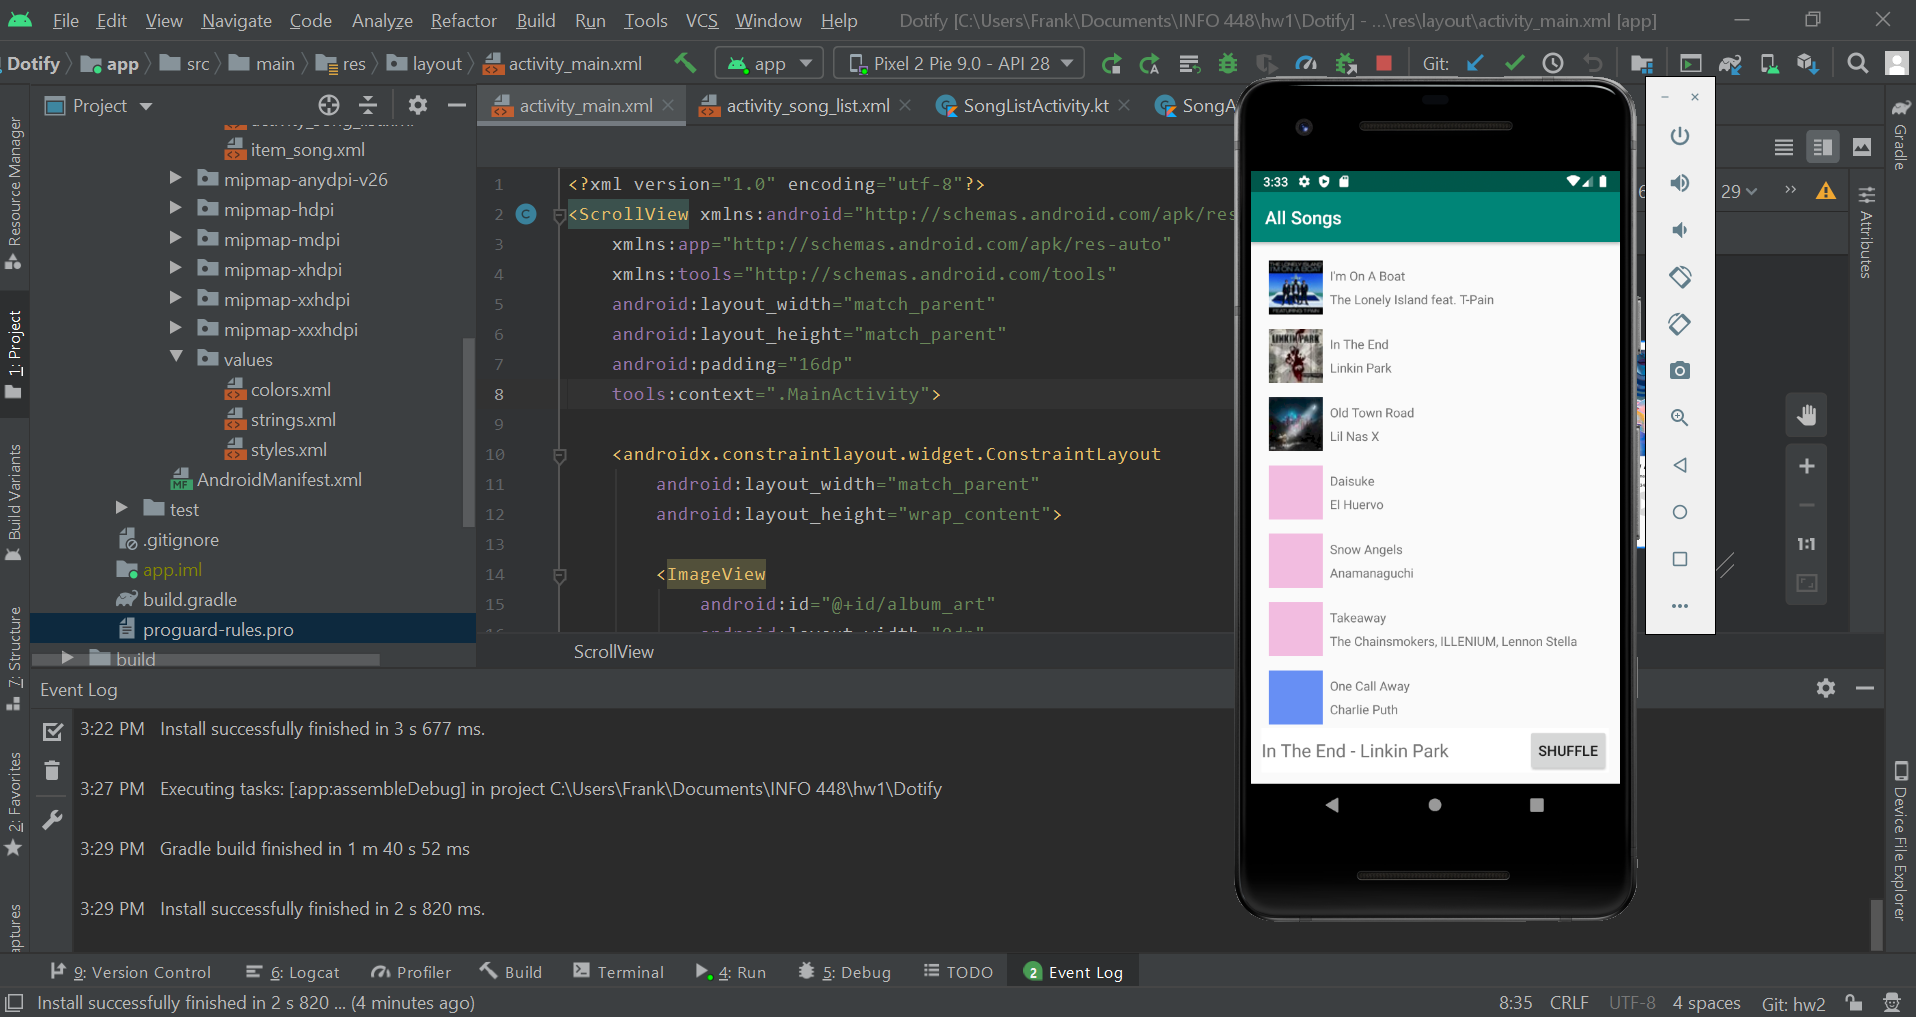 File Edit View Navigate Code Analyze Refactor Build Run Tools VCS Window Help Dotify [C:\Users\Frank\Documents\INFO 448\hw1\Dotify] - ...\res\layout\activity_main.xml [app]
Dotify app src main res layout activity_main.xml app Pixel 2 Pie 9.0 - API 28 Git:
Project
activity_main.xml activity_song_list.xml SongListActivity.kt SongA
item_song.xml
mipmap-anydpi-v26
mipmap-hdpi
mipmap-mdpi
mipmap-xhdpi
mipmap-xxhdpi
mipmap-xxxhdpi
values
colors.xml
strings.xml
styles.xml
AndroidManifest.xml
test
.gitignore
app.iml
build.gradle
proguard-rules.pro
build
Resource Manager
1: Project
Build Variants
7: Structure
2: Favorites
aptures
1 <?xml version="1.0" encoding="utf-8"?>
2 <ScrollView xmlns:android="http://schemas.android.com/apk/res
3 xmlns:app="http://schemas.android.com/apk/res-auto"
4 xmlns:tools="http://schemas.android.com/tools"
5 android:layout_width="match_parent"
6 android:layout_height="match_parent"
7 android:padding="16dp"
8 tools:context=".MainActivity">
9
10 <androidx.constraintlayout.widget.ConstraintLayout
11 android:layout_width="match_parent"
12 android:layout_height="wrap_content">
13
14 <ImageView
15 android:id="@+id/album_art"
ScrollView
3:33
All Songs
I'm On A Boat
The Lonely Island feat. T-Pain
In The End
Linkin Park
Old Town Road
Lil Nas X
Daisuke
El Huervo
Snow Angels
Anamanaguchi
Takeaway
The Chainsmokers, ILLENIUM, Lennon Stella
One Call Away
Charlie Puth
In The End - Linkin Park SHUFFLE
29
1:1
Gradle
Attributes
Device File Explorer
Event Log
3:22 PM Install successfully finished in 3 s 677 ms.
3:27 PM Executing tasks: [:app:assembleDebug] in project C:\Users\Frank\Documents\INFO 448\hw1\Dotify
3:29 PM Gradle build finished in 1 m 40 s 52 ms
3:29 PM Install successfully finished in 2 s 820 ms.
9: Version Control 6: Logcat Profiler Build Terminal 4: Run 5: Debug TODO 2 Event Log
Install successfully finished in 2 s 820 ... (4 minutes ago) 8:35 CRLF UTF-8 4 spaces Git: hw2